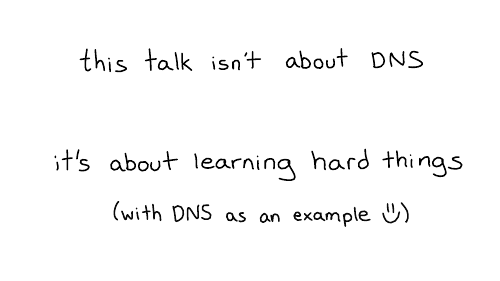 this talk isn't about DNS
it's about learning hard things
(with DNS as an example ☺)